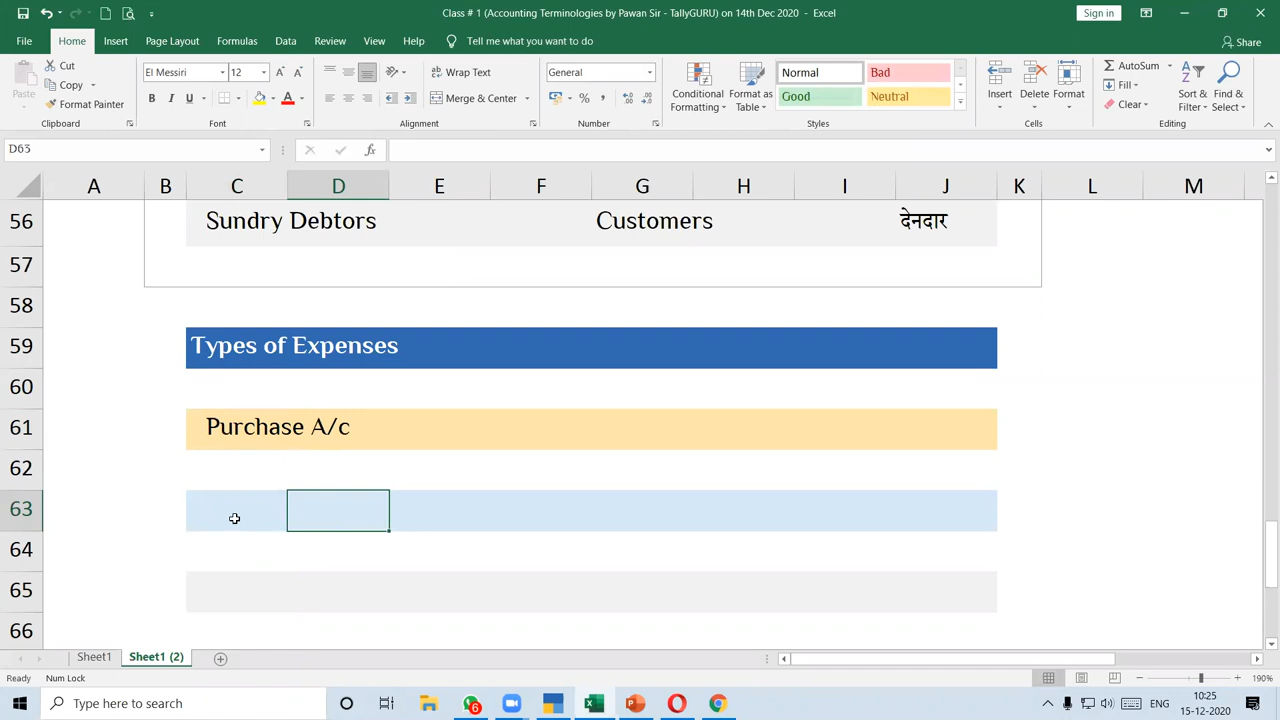 Class # 1 (Accounting Terminologies by Pawan Sir - TallyGURU) on 14th Dec 2020 - Excel
Sign in
File Home Insert Page Layout Formulas Data Review View Help Tell me what you want to do Share
Paste Cut Copy Format Painter Clipboard
El Messiri 12 Font
Wrap Text Merge & Center Alignment
General Number
Conditional Formatting Format as Table Normal Bad Good Neutral Styles
Insert Delete Format Cells
AutoSum Fill Clear Sort & Filter Find & Select Editing
D63 fx
A B C D E F G H I J K L M
56 Sundry Debtors Customers देनदार
57
58
59 Types of Expenses
60
61 Purchase A/c
62
63
64
65
66
Sheet1 Sheet1 (2)
Ready Num Lock 190%
Type here to search 6 ENG 10:25
15-12-2020